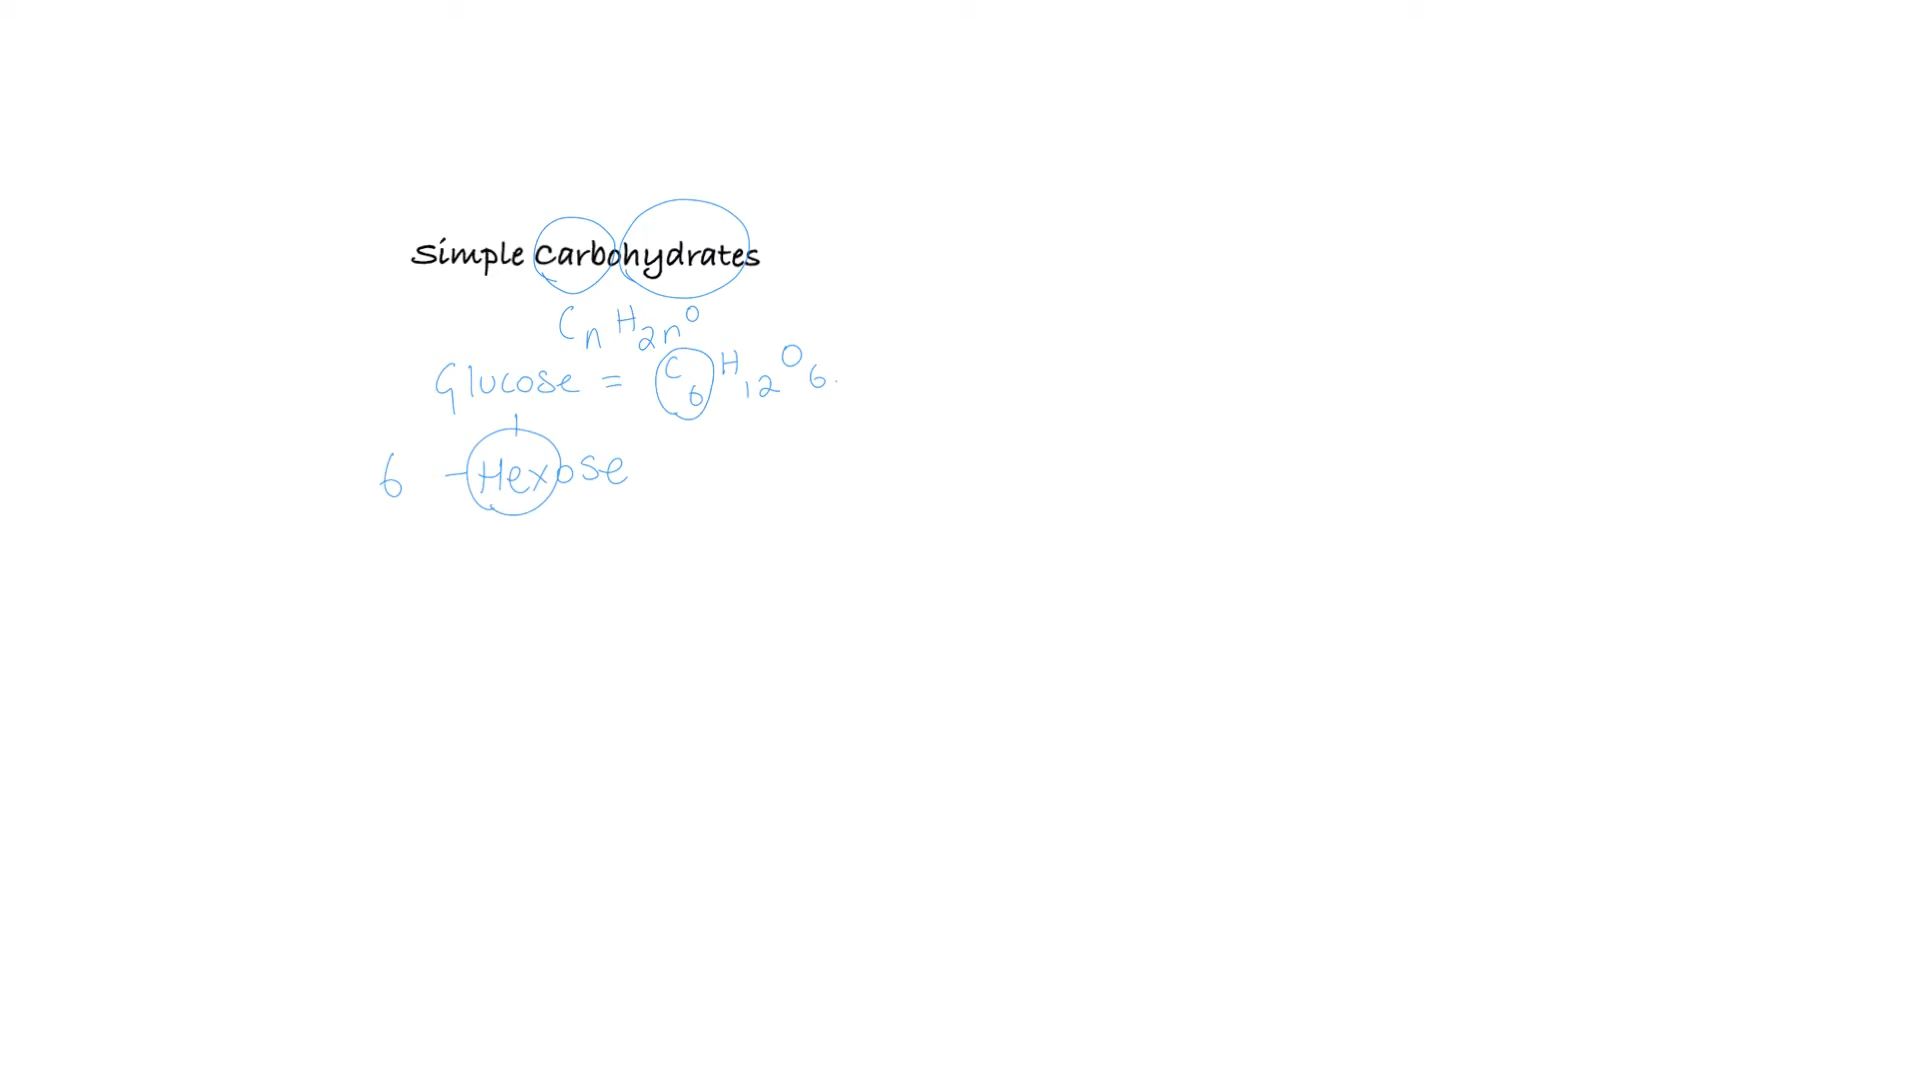 Simple Carbohydrates
CnH2nO
Glucose = C6H12O6.
6 - Hexose